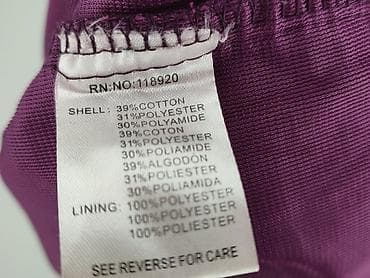 RN:NO:118920
SHELL: 39%COTTON
31%POLYESTER
30%POLYAMIDE
39%COTON
31%POLYESTER
30%POLIAMIDE
39%ALGODON
31%POLIESTER
30%POLIAMIDA
LINING: 100%POLYESTER
100%POLYESTER
100%POLIESTER
SEE REVERSE FOR CARE